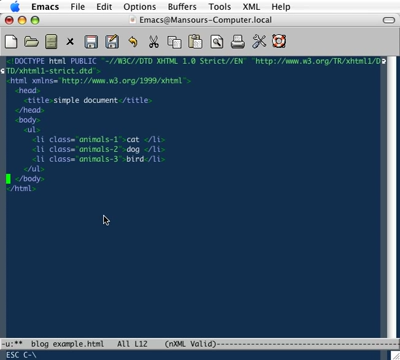 Emacs File Edit Options Buffers Tools XML Help
Emacs@Mansours-Computer.local
<!DOCTYPE html PUBLIC "-//W3C//DTD XHTML 1.0 Strict//EN" "http://www.w3.org/TR/xhtml1/D
TD/xhtml1-strict.dtd">
<html xmlns="http://www.w3.org/1999/xhtml">
<head>
<title>simple document</title>
</head>
<body>
<ul>
<li class="animals-1">cat </li>
<li class="animals-2">dog </li>
<li class="animals-3">bird</li>
</ul>
</body>
</html>
-u:** blog example.html All L12 (nXML Valid)--------------------------------
ESC C-\